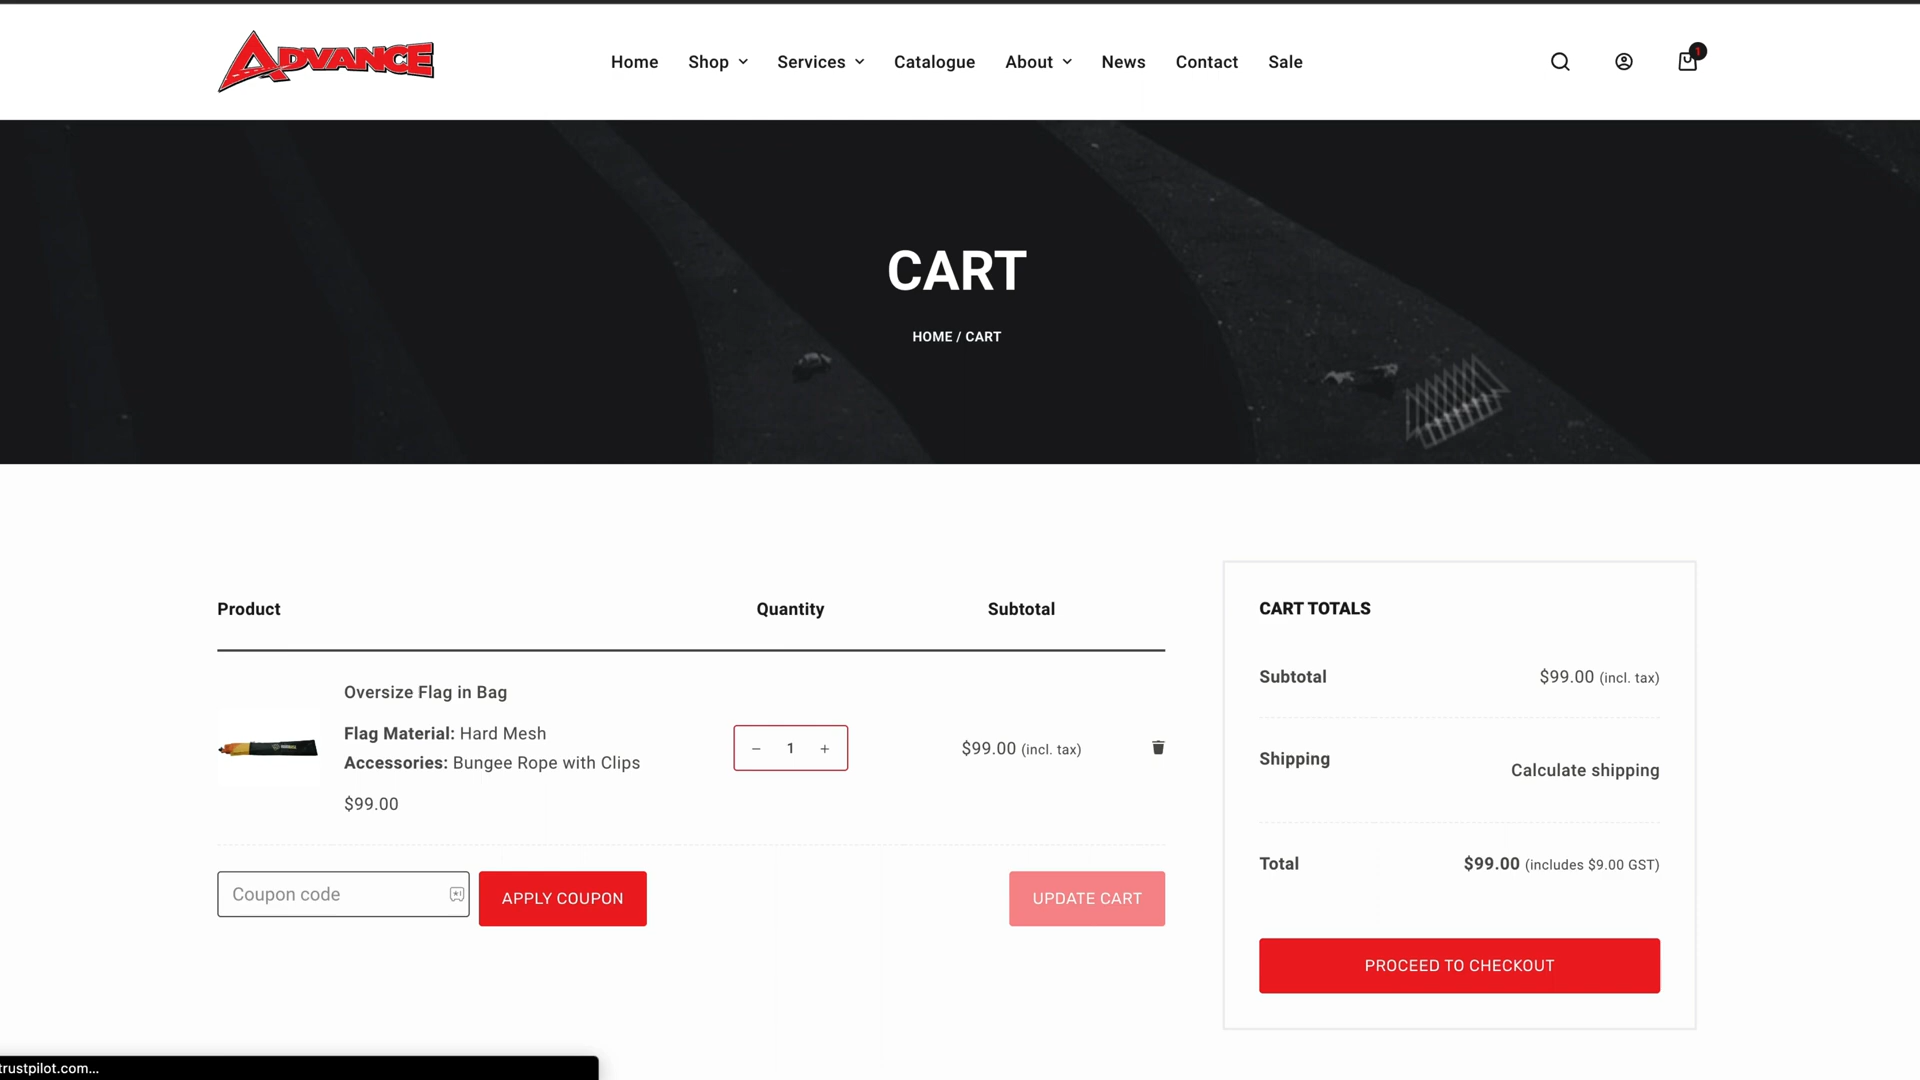 ADVANCE
Home
Shop
Services
Catalogue
About
News
Contact
Sale
1
CART
HOME / CART
Product
Quantity
Subtotal
Oversize Flag in Bag
Flag Material: Hard Mesh
Accessories: Bungee Rope with Clips
$99.00
− 1 +
$99.00 (incl. tax)
Coupon code
APPLY COUPON
UPDATE CART
CART TOTALS
Subtotal
$99.00 (incl. tax)
Shipping
Calculate shipping
Total
$99.00 (includes $9.00 GST)
PROCEED TO CHECKOUT
trustpilot.com...